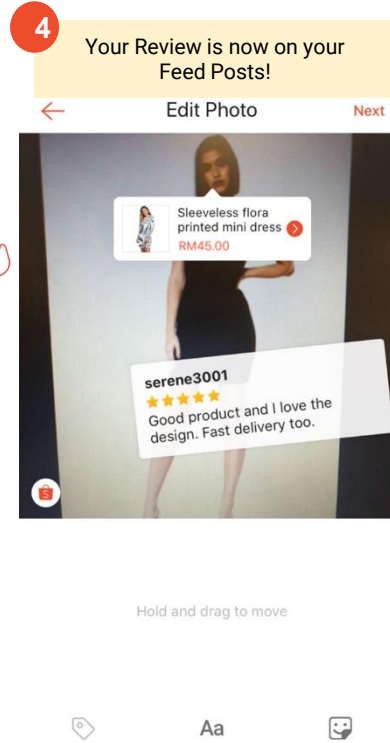 4
Your Review is now on your
Feed Posts!
Edit Photo
Next
Sleeveless flora
printed mini dress
RM45.00
serene3001
Good product and I love the
design. Fast delivery too.
S
Hold and drag to move
Aa